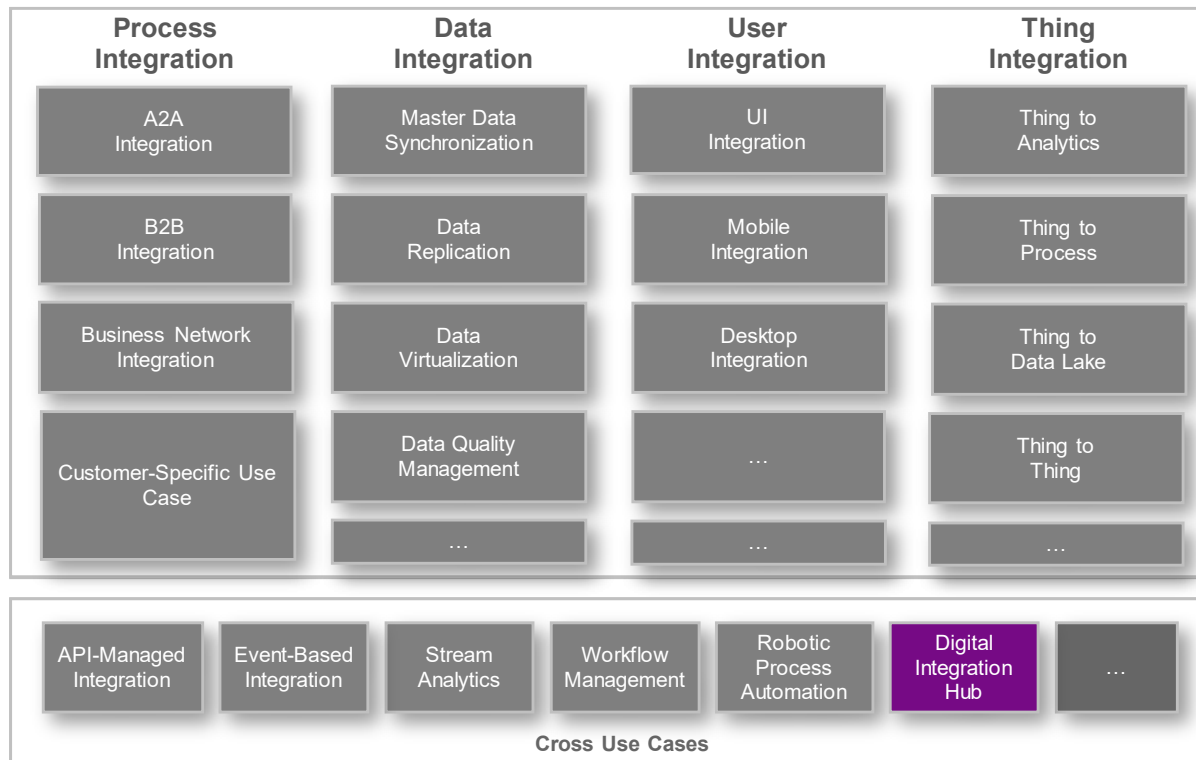 Process
Integration
Data
Integration
User
Integration
Thing
Integration
A2A
Integration
Master Data
Synchronization
UI
Integration
Thing to
Analytics
B2B
Integration
Data
Replication
Mobile
Integration
Thing to
Process
Business Network
Integration
Data
Virtualization
Desktop
Integration
Thing to
Data Lake
Customer-Specific Use
Case
Data Quality
Management
...
Thing to
Thing
...
...
...
API-Managed
Integration
Event-Based
Integration
Stream
Analytics
Workflow
Management
Robotic
Process
Automation
Digital
Integration
Hub
...
Cross Use Cases